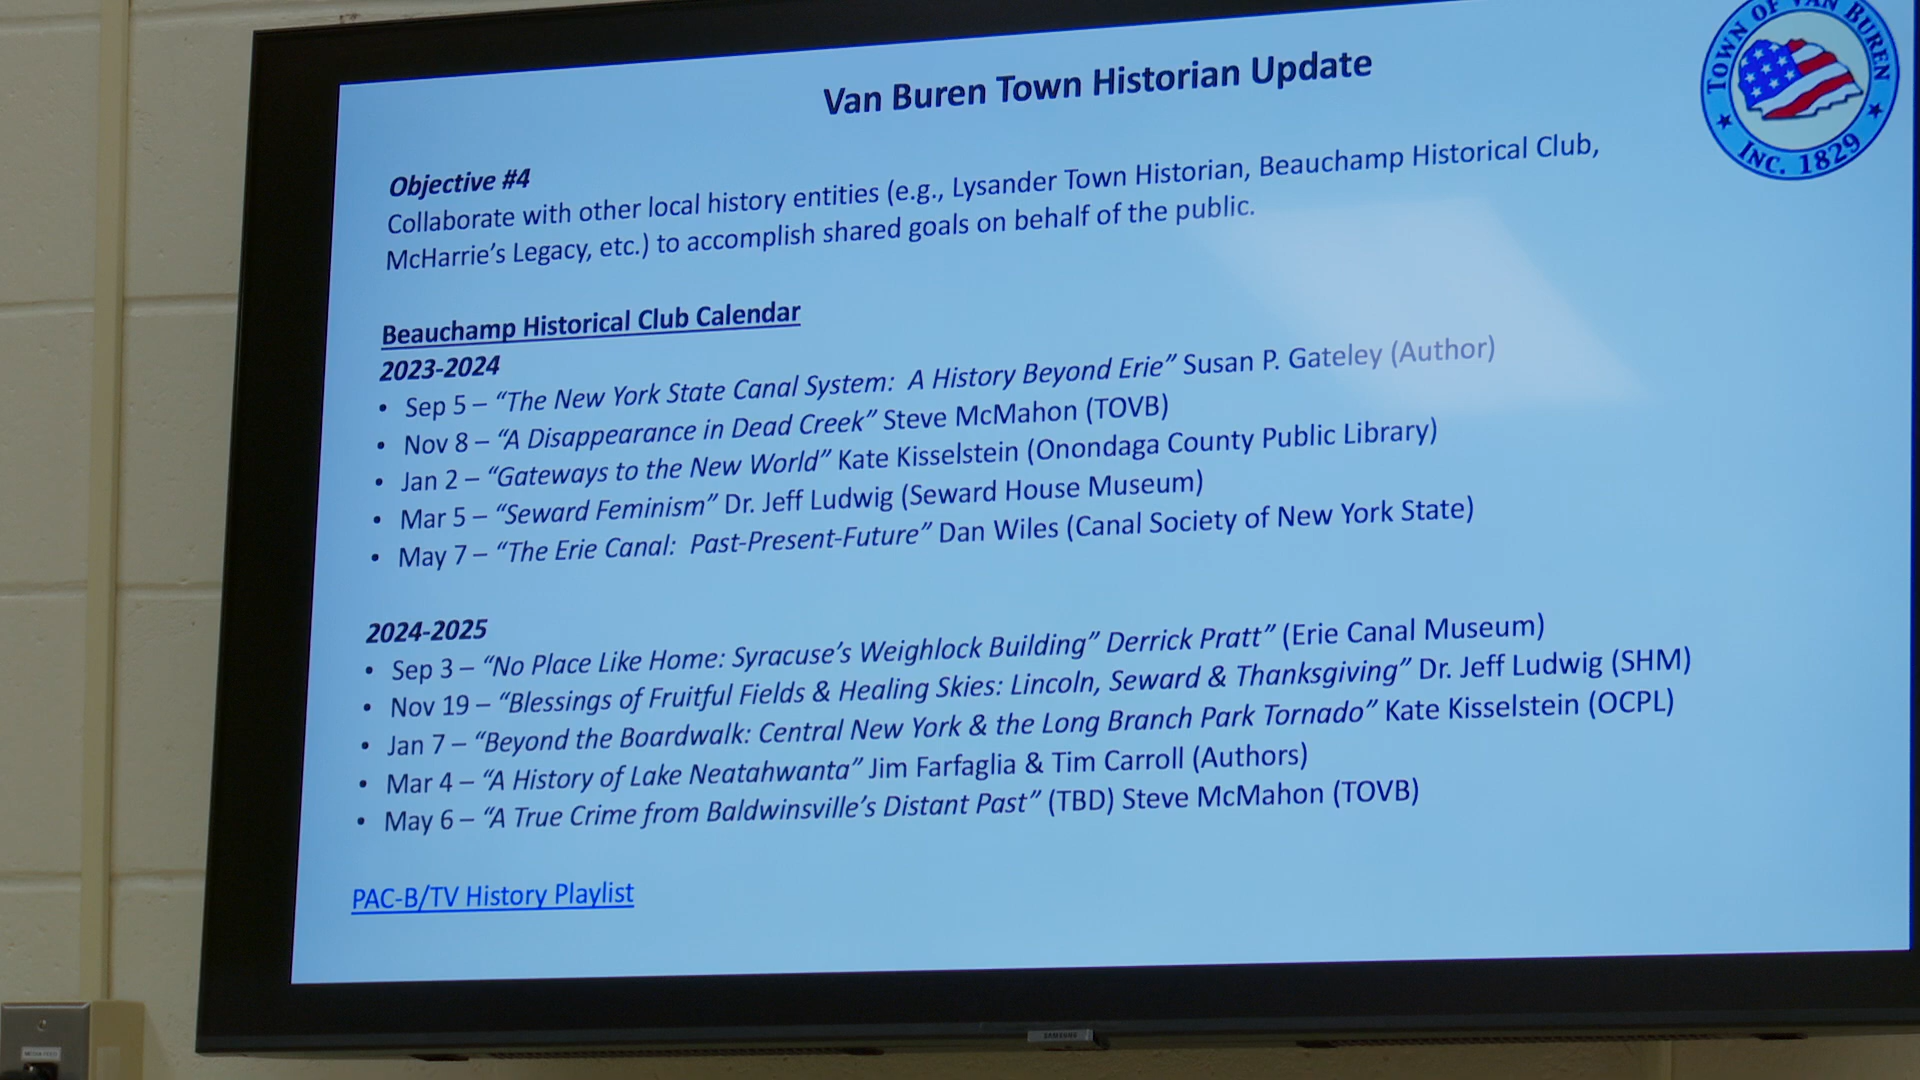 Van Buren Town Historian Update
TOWN OF VAN BUREN
INC. 1829
Objective #4
Collaborate with other local history entities (e.g., Lysander Town Historian, Beauchamp Historical Club,
McHarrie's Legacy, etc.) to accomplish shared goals on behalf of the public.
Beauchamp Historical Club Calendar
2023-2024
• Sep 5 – “The New York State Canal System: A History Beyond Erie” Susan P. Gateley (Author)
• Nov 8 – “A Disappearance in Dead Creek” Steve McMahon (TOVB)
• Jan 2 – “Gateways to the New World” Kate Kisselstein (Onondaga County Public Library)
• Mar 5 – “Seward Feminism” Dr. Jeff Ludwig (Seward House Museum)
• May 7 – “The Erie Canal: Past-Present-Future” Dan Wiles (Canal Society of New York State)
2024-2025
• Sep 3 – “No Place Like Home: Syracuse's Weighlock Building” Derrick Pratt” (Erie Canal Museum)
• Nov 19 – “Blessings of Fruitful Fields & Healing Skies: Lincoln, Seward & Thanksgiving” Dr. Jeff Ludwig (SHM)
• Jan 7 – “Beyond the Boardwalk: Central New York & the Long Branch Park Tornado” Kate Kisselstein (OCPL)
• Mar 4 – “A History of Lake Neatahwanta” Jim Farfaglia & Tim Carroll (Authors)
• May 6 – “A True Crime from Baldwinsville's Distant Past” (TBD) Steve McMahon (TOVB)
PAC-B/TV History Playlist
SAMSUNG